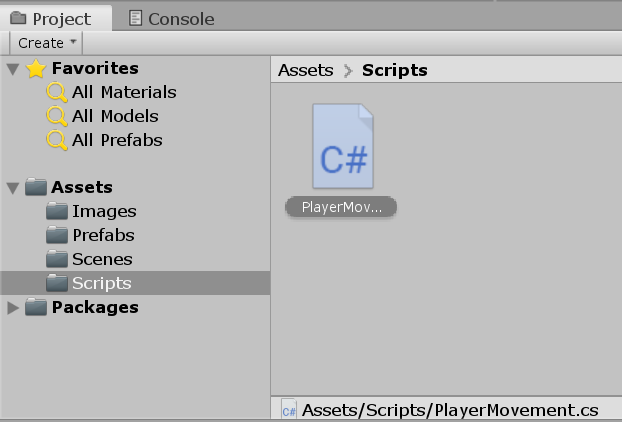 Project
Console
Create
Favorites
All Materials
All Models
All Prefabs
Assets
Images
Prefabs
Scenes
Scripts
Packages
Assets > Scripts
C#
PlayerMov...
C# Assets/Scripts/PlayerMovement.cs